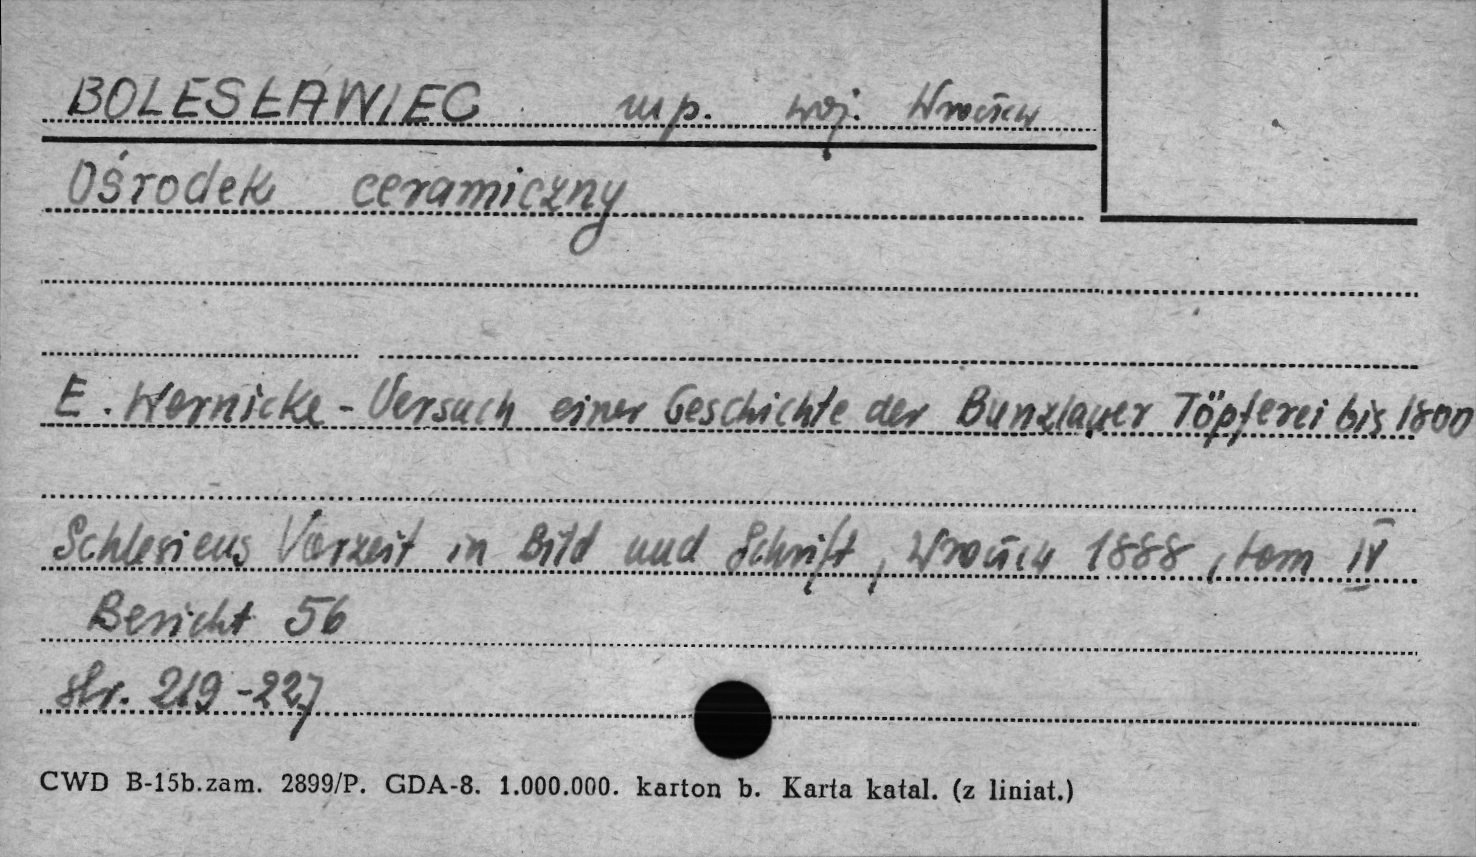 BOLESŁAWIEC mp. woj. Wrocław
Ośrodek ceramiczny
E. Wernicke - Versuch einer Geschichte der Bunzlauer Töpferei bis 1800
Schlesiens Vorzeit in Bild und Schrift, Wrocław 1888, tom IV
Bericht 56
str. 219-227
CWD B-15b.zam. 2899/P. GDA-8. 1.000.000. karton b. Karta katal. (z liniat.)